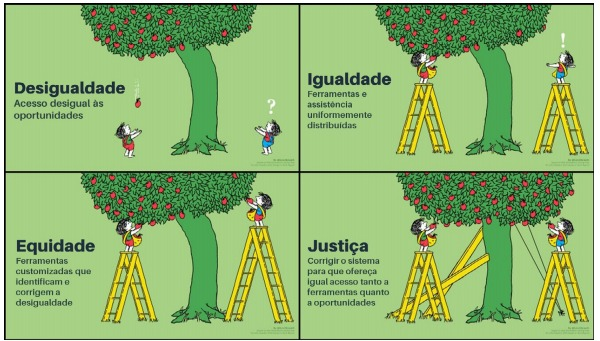 Desigualdade
Acesso desigual às
oportunidades
?
Igualdade
Ferramentas e
assistência
uniformemente
distribuídas
!
Equidade
Ferramentas
customizadas que
identificam e
corrigem a
desigualdade
Justiça
Corrigir o sistema
para que ofereça
igual acesso tanto a
ferramentas quanto
a oportunidades